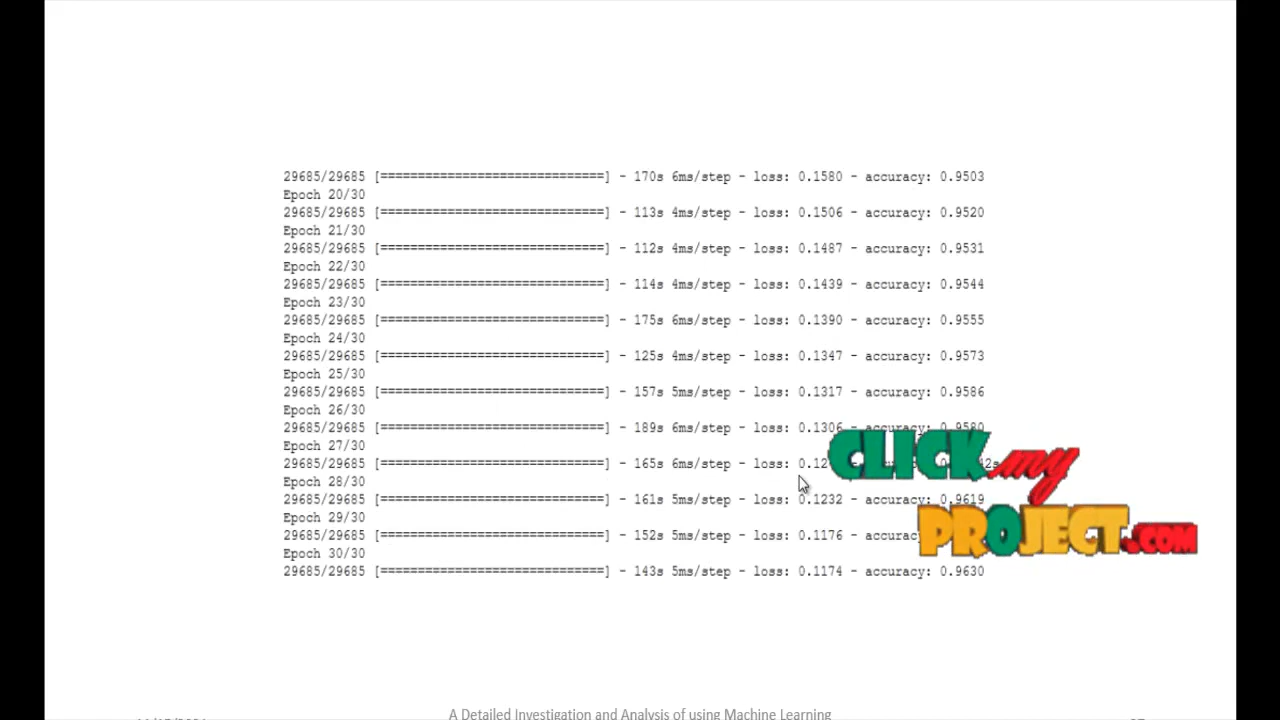 29685/29685 [==============================] - 170s 6ms/step - loss: 0.1580 - accuracy: 0.9503
Epoch 20/30
29685/29685 [==============================] - 113s 4ms/step - loss: 0.1506 - accuracy: 0.9520
Epoch 21/30
29685/29685 [==============================] - 112s 4ms/step - loss: 0.1487 - accuracy: 0.9531
Epoch 22/30
29685/29685 [==============================] - 114s 4ms/step - loss: 0.1439 - accuracy: 0.9544
Epoch 23/30
29685/29685 [==============================] - 175s 6ms/step - loss: 0.1390 - accuracy: 0.9555
Epoch 24/30
29685/29685 [==============================] - 125s 4ms/step - loss: 0.1347 - accuracy: 0.9573
Epoch 25/30
29685/29685 [==============================] - 157s 5ms/step - loss: 0.1317 - accuracy: 0.9586
Epoch 26/30
29685/29685 [==============================] - 189s 6ms/step - loss: 0.1306 - accuracy: 0.9580
Epoch 27/30
29685/29685 [==============================] - 165s 6ms/step - loss:
Epoch 28/30
29685/29685 [==============================] - 161s 5ms/step - loss: 0.1232 - accuracy: 0.9619
Epoch 29/30
29685/29685 [==============================] - 152s 5ms/step - loss: 0.1176 -
Epoch 30/30
29685/29685 [==============================] - 143s 5ms/step - loss: 0.1174 - accuracy: 0.9630
CLICK my
PROJECT.COM
A Detailed Investigation and Analysis of using Machine Learning